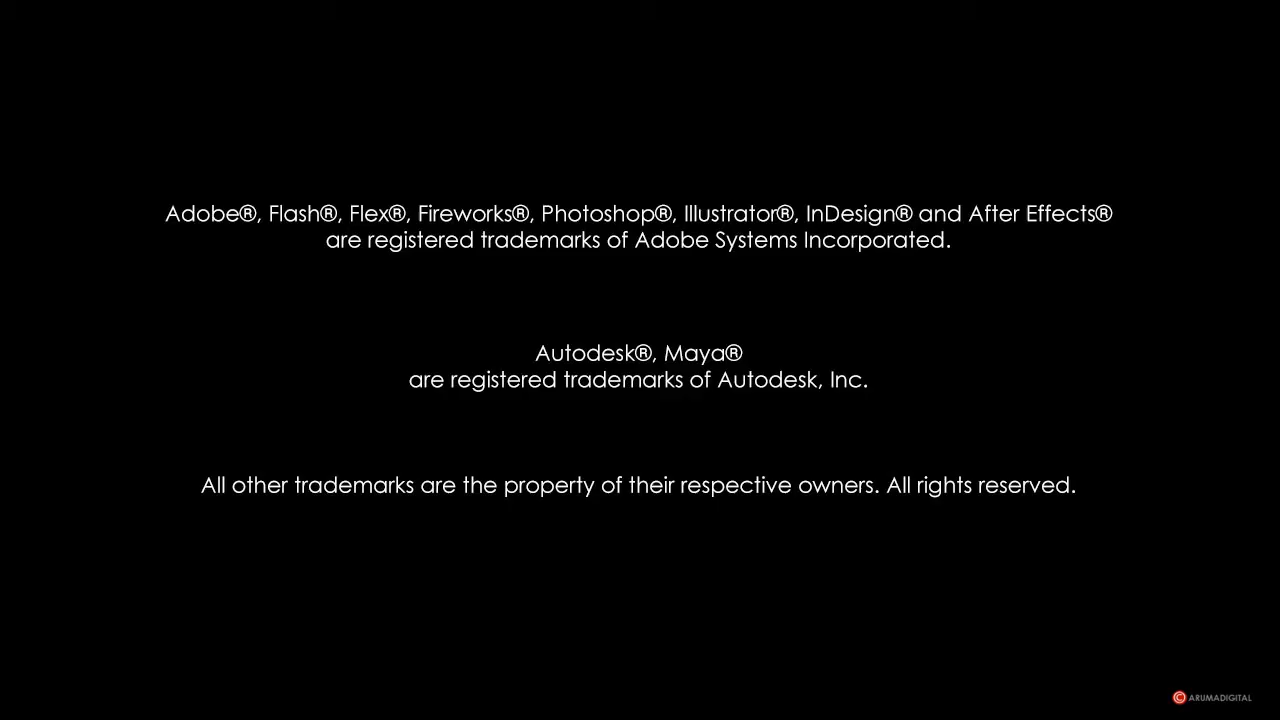 Adobe®, Flash®, Flex®, Fireworks®, Photoshop®, Illustrator®, InDesign® and After Effects®
are registered trademarks of Adobe Systems Incorporated.
Autodesk®, Maya®
are registered trademarks of Autodesk, Inc.
All other trademarks are the property of their respective owners. All rights reserved.
© ARUMADIGITAL